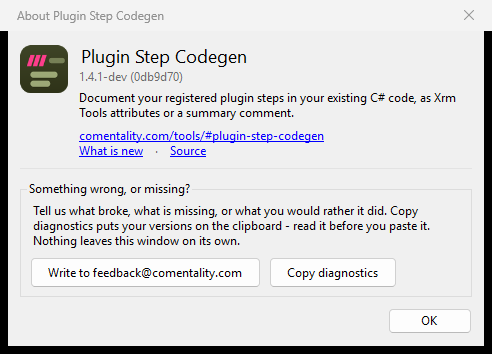 About Plugin Step Codegen
Plugin Step Codegen
1.4.1-dev (0db9d70)
Document your registered plugin steps in your existing C# code, as Xrm
Tools attributes or a summary comment.
comentality.com/tools/#plugin-step-codegen
What is new · Source
Something wrong, or missing?
Tell us what broke, what is missing, or what you would rather it did. Copy
diagnostics puts your versions on the clipboard - read it before you paste it.
Nothing leaves this window on its own.
Write to feedback@comentality.com
Copy diagnostics
OK